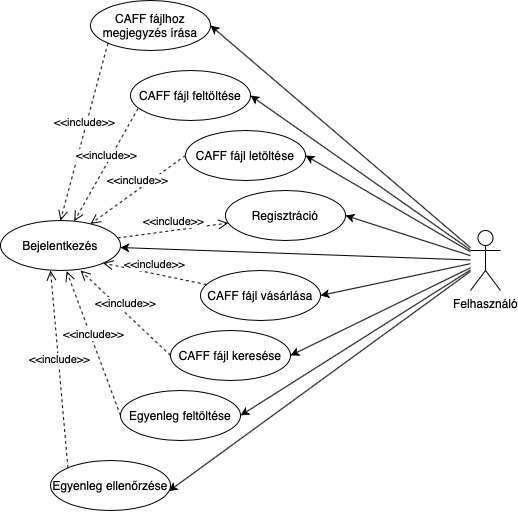 CAFF fájlhoz
megjegyzés írása
CAFF fájl feltöltése
<<include>>
<<include>>
CAFF fájl letöltése
<<include>>
Regisztráció
<<include>>
Bejelentkezés
<<include>>
CAFF fájl vásárlása
Felhasználó
<<include>>
<<include>>
CAFF fájl keresése
<<include>>
Egyenleg feltöltése
Egyenleg ellenőrzése